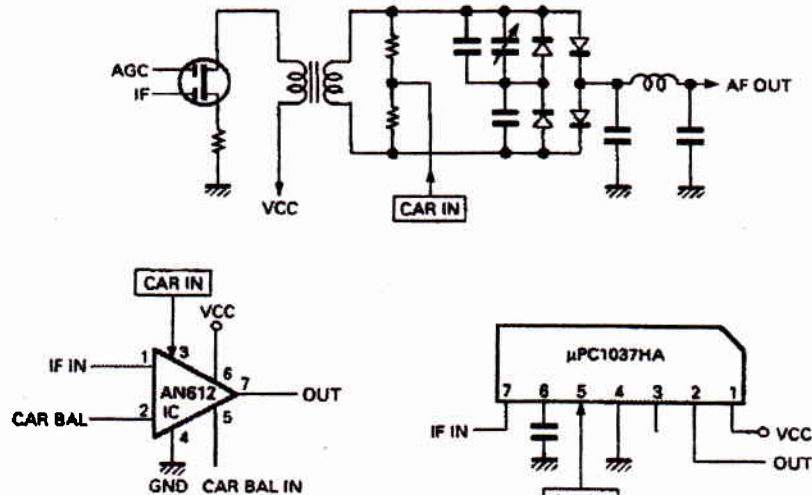 AGC
IF
VCC
CAR IN
AF OUT
CAR IN
VCC
IF IN
1
3
6
AN612
7
OUT
CAR BAL
2
IC
5
4
GND
CAR BAL IN
µPC1037HA
7
6
5
4
3
2
1
IF IN
VCC
OUT